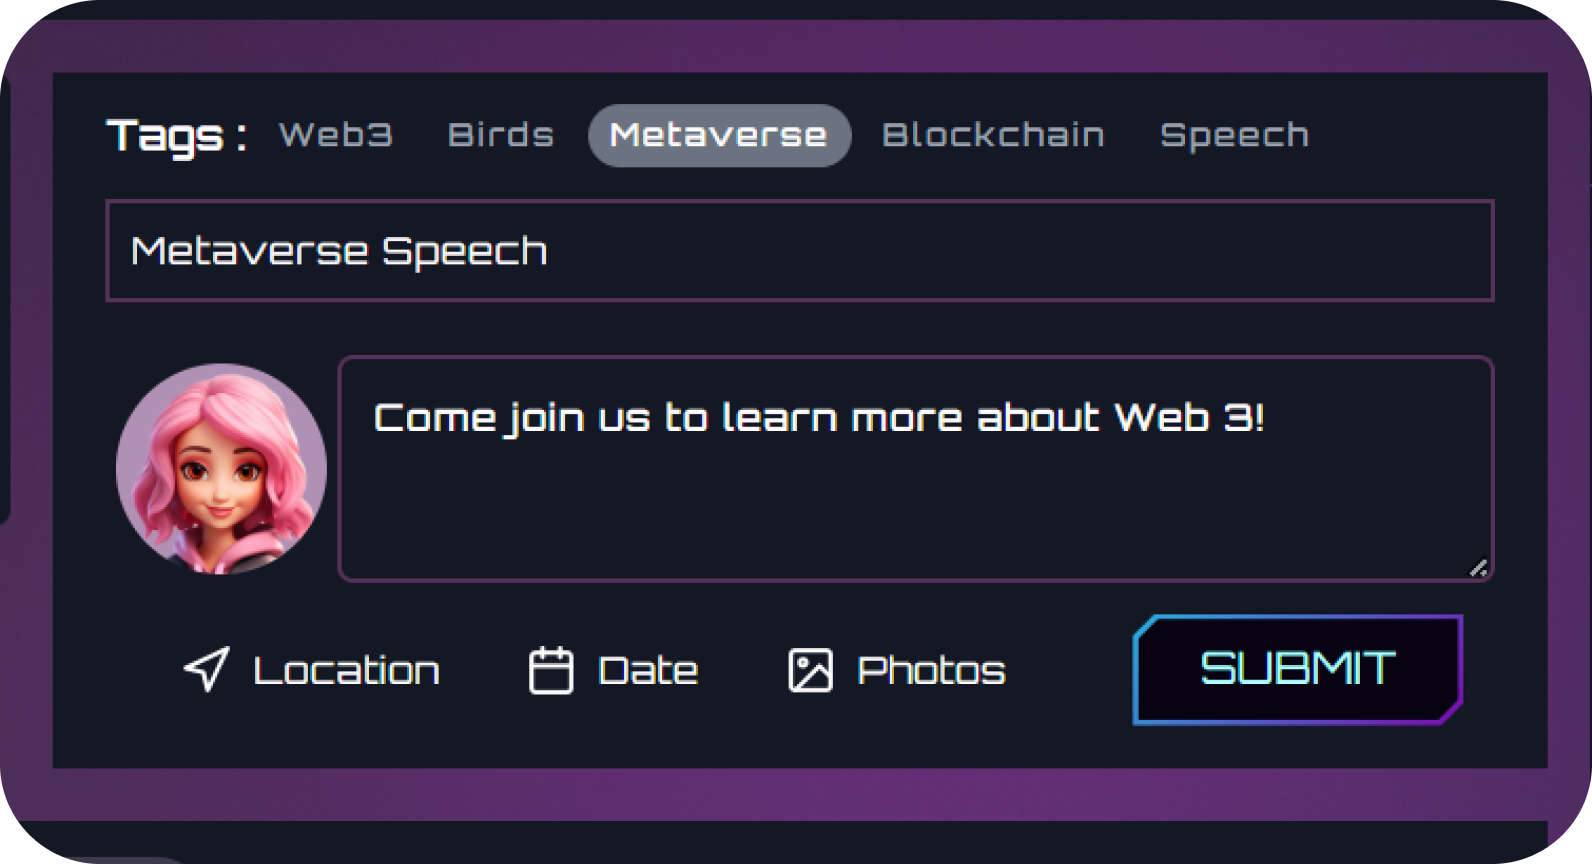 Tags : Web3 Birds Metaverse Blockchain Speech
Metaverse Speech
Come join us to learn more about Web 3!
Location Date Photos SUBMIT